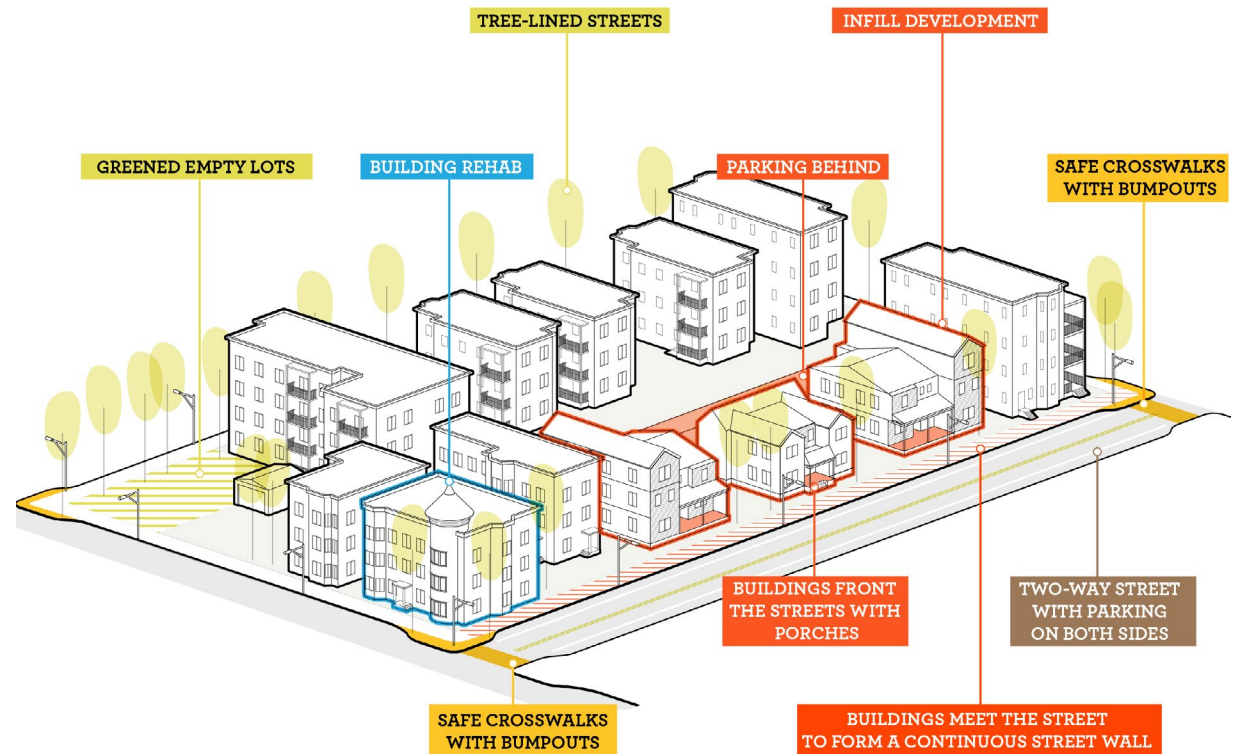 TREE-LINED STREETS
INFILL DEVELOPMENT
GREENED EMPTY LOTS
BUILDING REHAB
PARKING BEHIND
SAFE CROSSWALKS
WITH BUMPOUTS
BUILDINGS FRONT
THE STREETS WITH
PORCHES
TWO-WAY STREET
WITH PARKING
ON BOTH SIDES
SAFE CROSSWALKS
WITH BUMPOUTS
BUILDINGS MEET THE STREET
TO FORM A CONTINUOUS STREET WALL